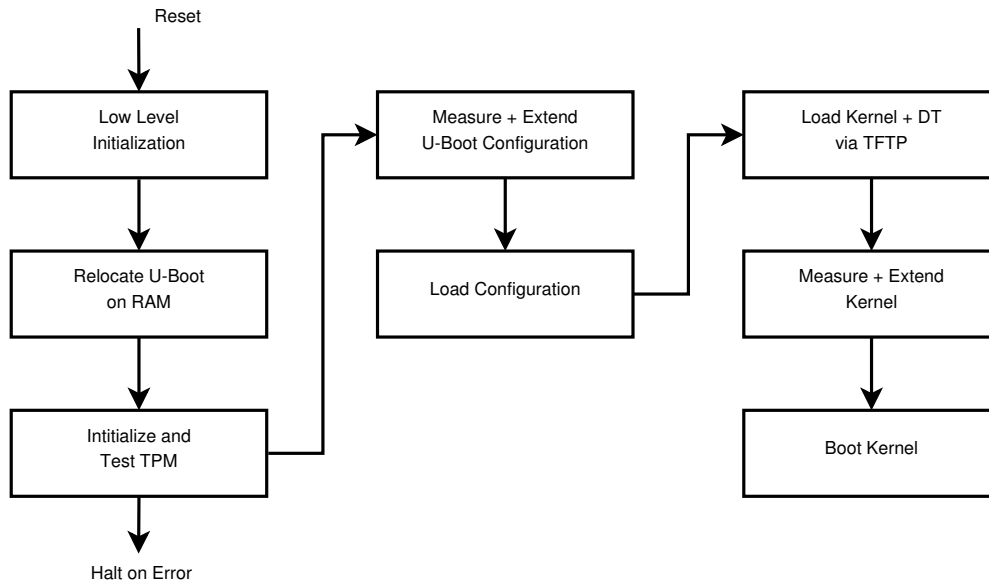 Reset
Low Level
Initialization
Relocate U-Boot
on RAM
Intitialize and
Test TPM
Halt on Error
Measure + Extend
U-Boot Configuration
Load Configuration
Load Kernel + DT
via TFTP
Measure + Extend
Kernel
Boot Kernel